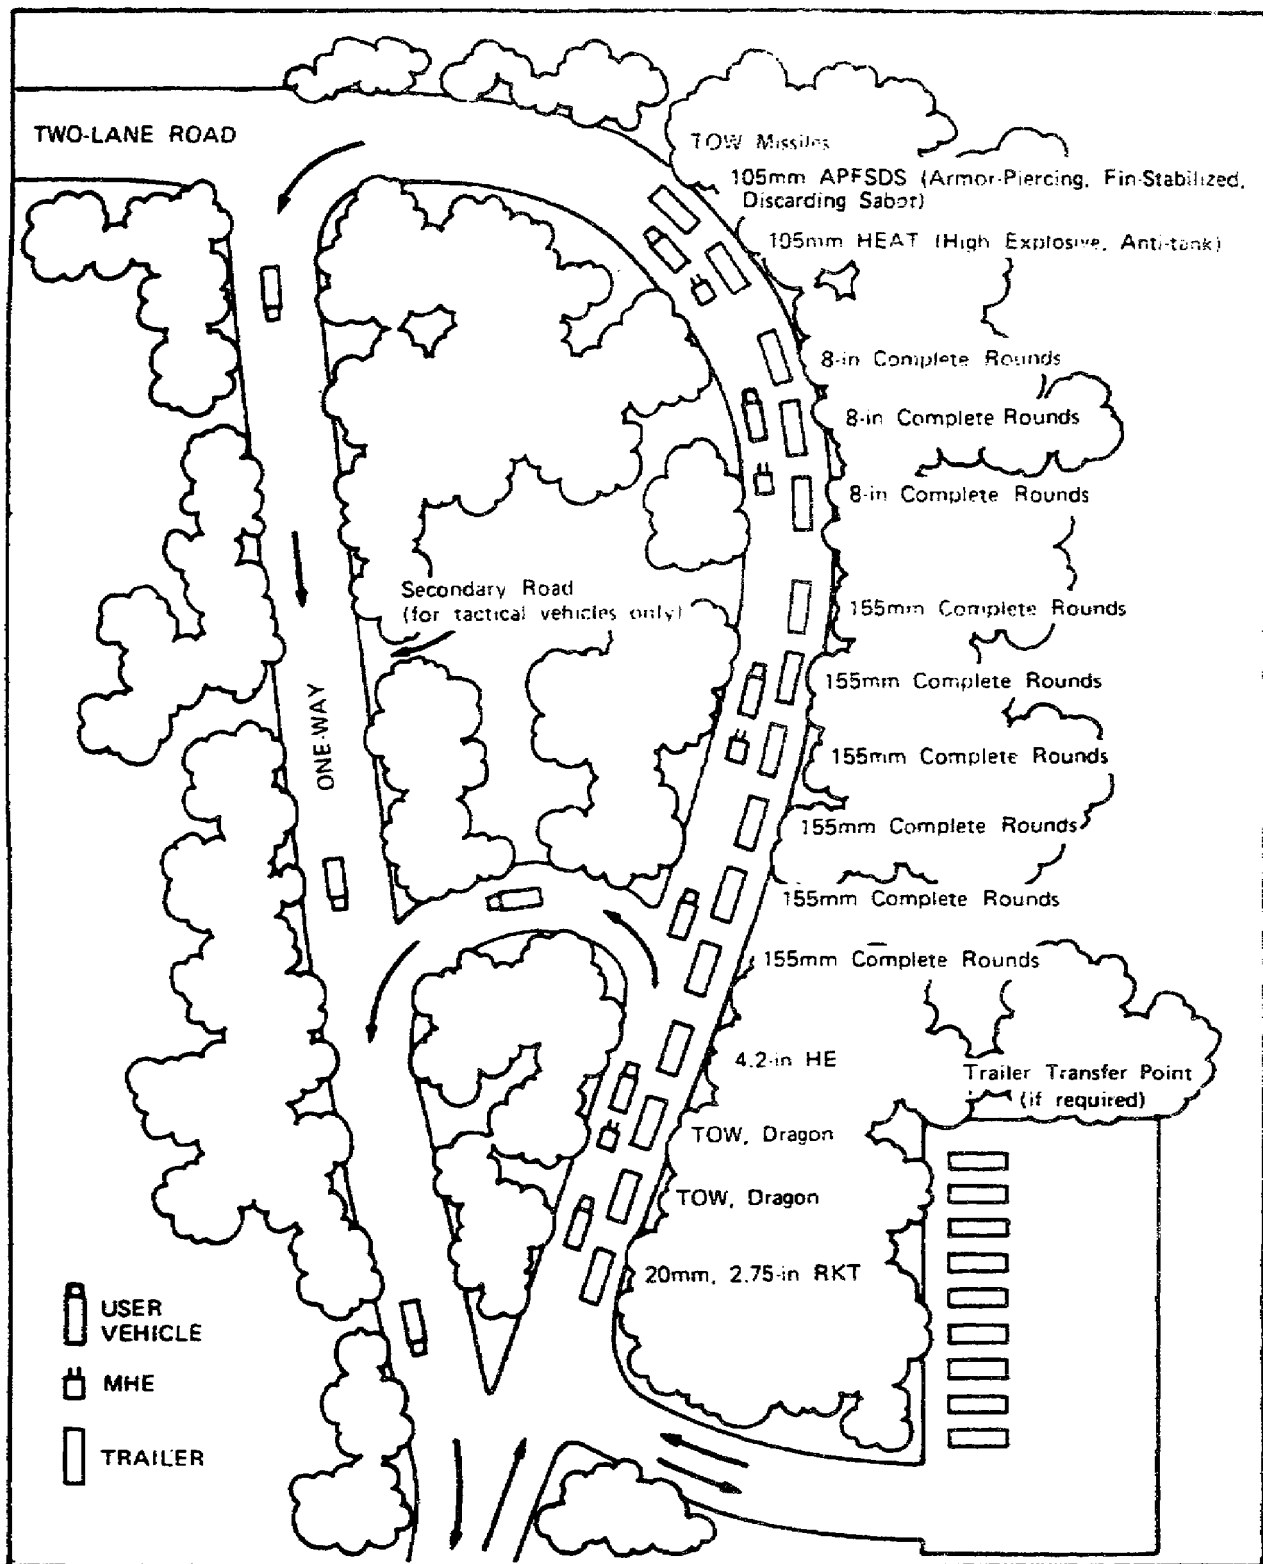 TWO-LANE ROAD
TOW Missiles
105mm APFSDS (Armor-Piercing, Fin-Stabilized,
Discarding Sabot)
105mm HEAT (High Explosive, Anti-tank)
8-in Complete Rounds
8-in Complete Rounds
8-in Complete Rounds
Secondary Road
(for tactical vehicles only)
155mm Complete Rounds
155mm Complete Rounds
ONE-WAY
155mm Complete Rounds
155mm Complete Rounds
155mm Complete Rounds
155mm Complete Rounds
4.2-in HE
Trailer Transfer Point
(if required)
TOW, Dragon
TOW, Dragon
20mm, 2.75-in RKT
USER
VEHICLE
MHE
TRAILER